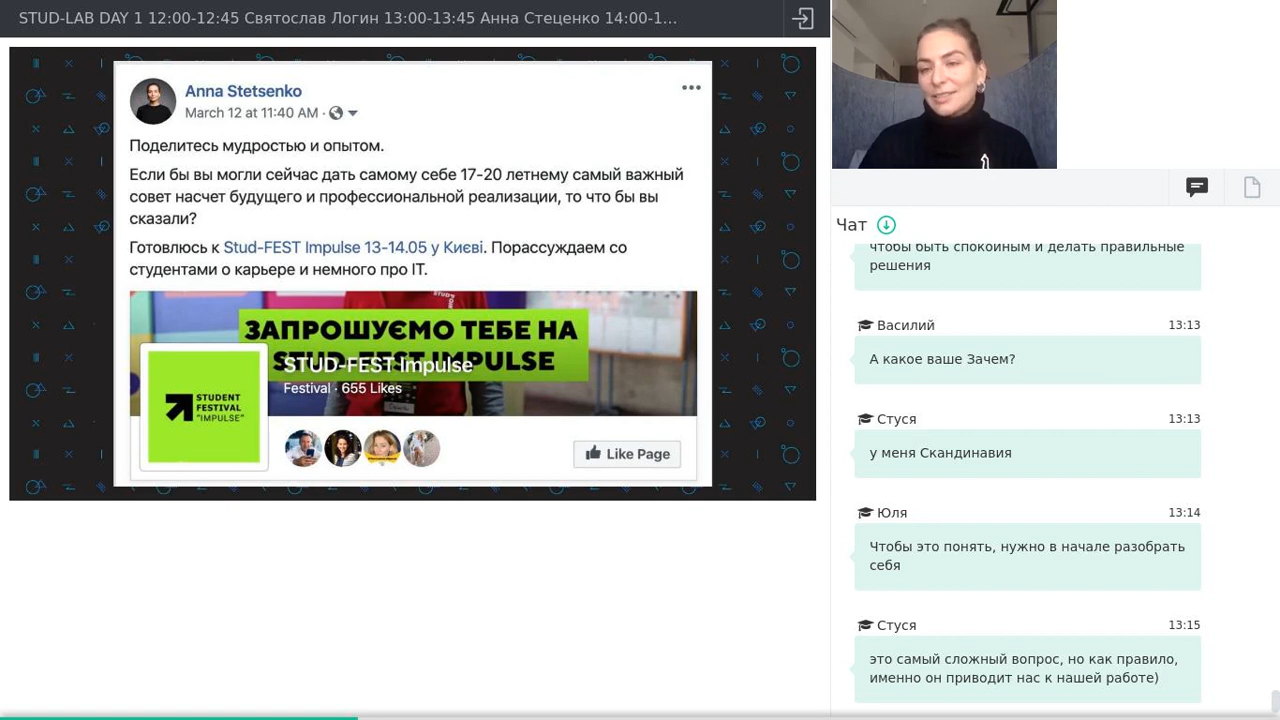 STUD-LAB DAY 1 12:00-12:45 Святослав Логин 13:00-13:45 Анна Стеценко 14:00-1...
Anna Stetsenko
March 12 at 11:40 AM ·
Поделитесь мудростью и опытом.
Если бы вы могли сейчас дать самому себе 17-20 летнему самый важный
совет насчет будущего и профессиональной реализации, то что бы вы
сказали?
Готовлюсь к Stud-FEST Impulse 13-14.05 у Києві. Порассуждаем со
студентами о карьере и немного про IT.
ЗАПРОШУЄМО ТЕБЕ НА
STUD-FEST IMPULSE
STUD-FEST Impulse
Festival · 655 Likes
STUDENT
FESTIVAL
"IMPULSE"
Like Page
Чат
чтобы быть спокойным и делать правильные
решения
Василий 13:13
А какое ваше Зачем?
Стуся 13:13
у меня Скандинавия
Юля 13:14
Чтобы это понять, нужно в начале разобрать
себя
Стуся 13:15
это самый сложный вопрос, но как правило,
именно он приводит нас к нашей работе)